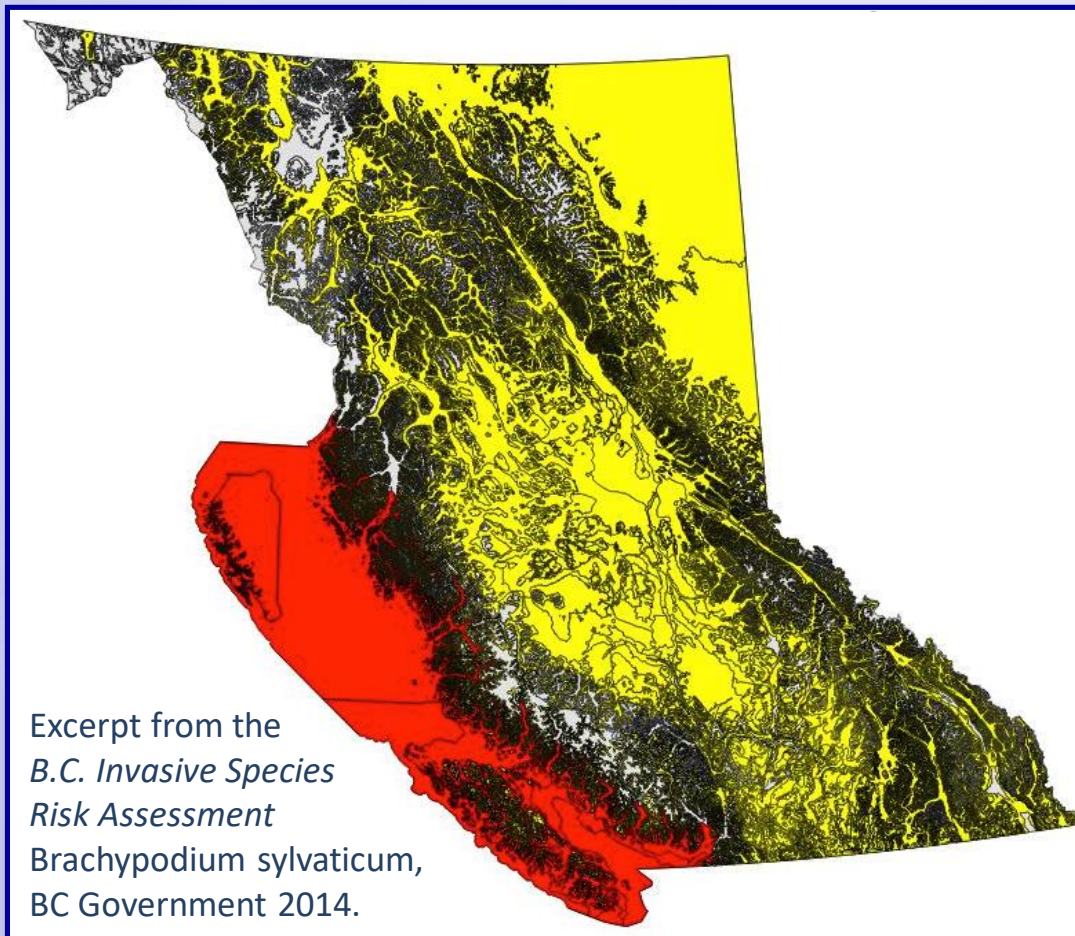 Excerpt from the
B.C. Invasive Species
Risk Assessment
Brachypodium sylvaticum,
BC Government 2014.